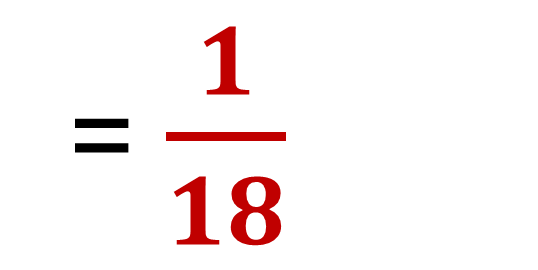 = 1/18